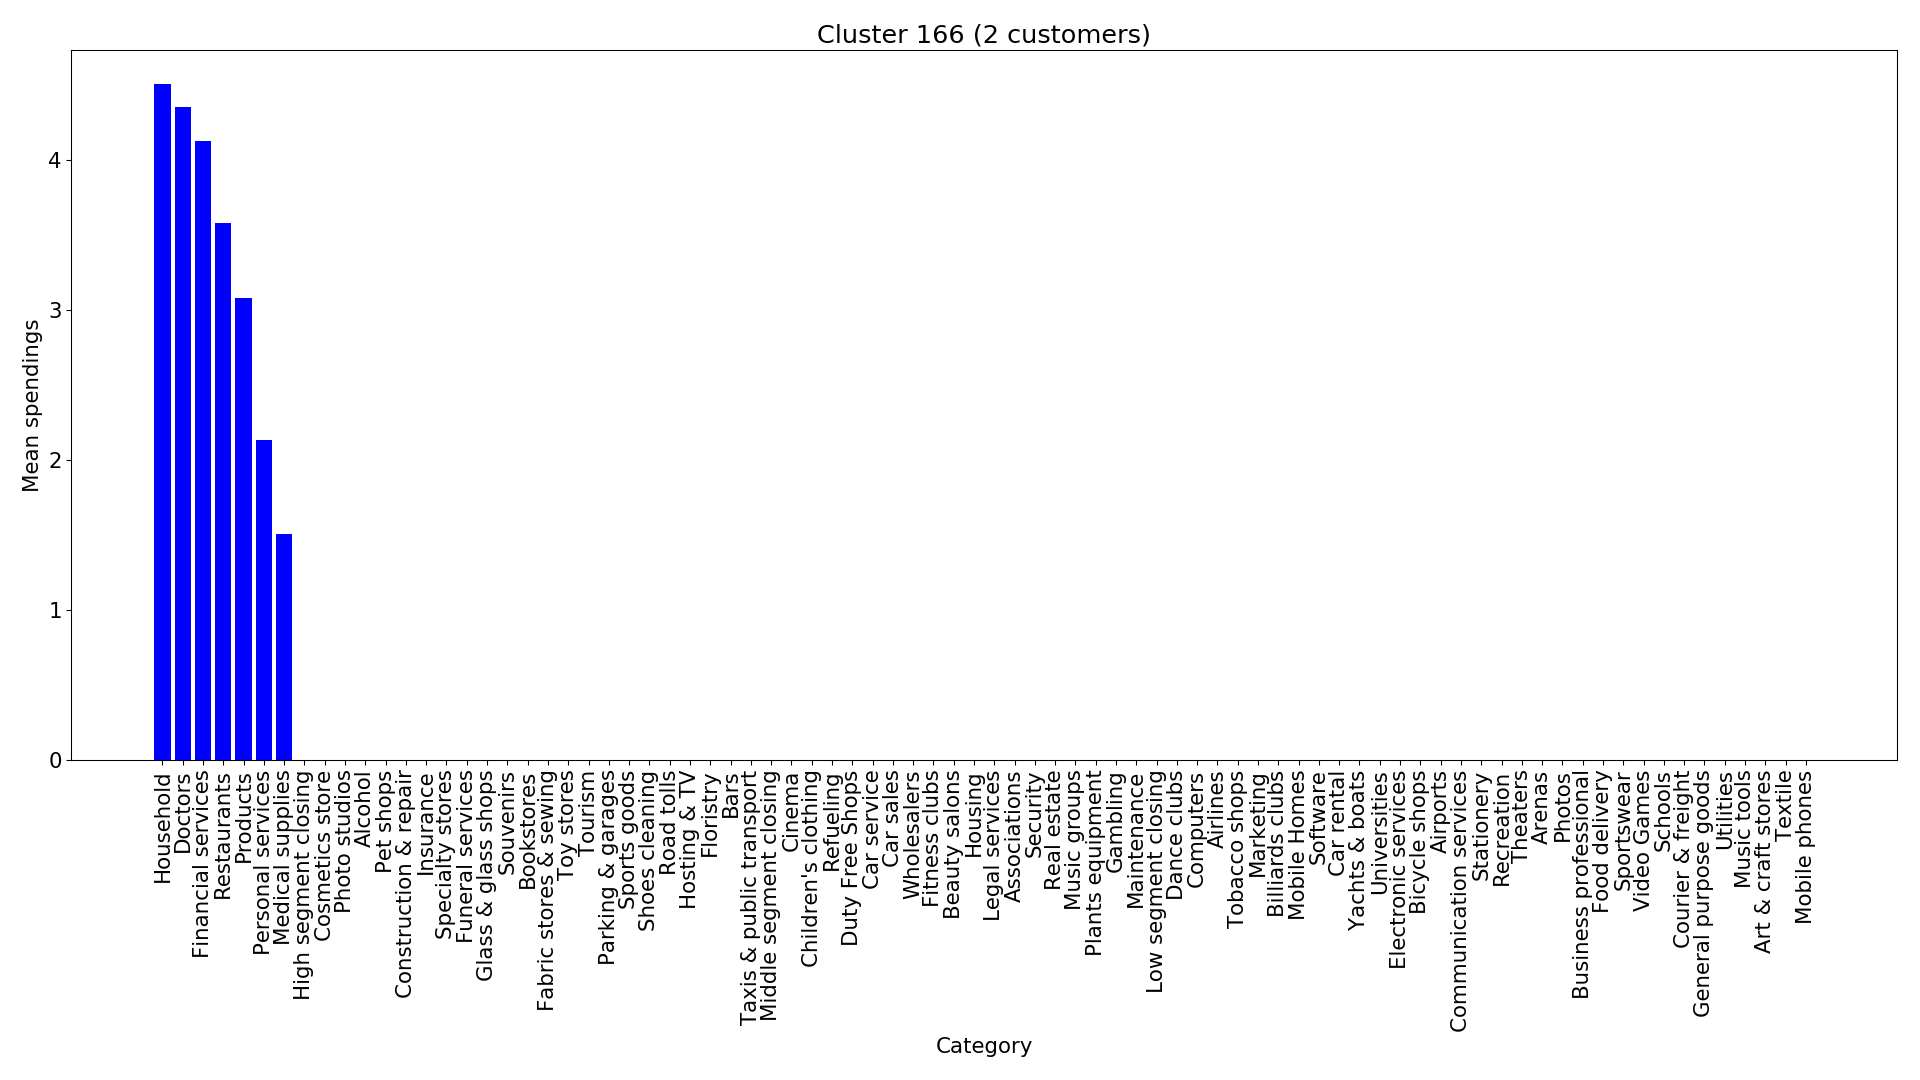 Cluster 166 (2 customers)
Mean spendings
4
3
2
1
0
Household
Doctors
Financial services
Restaurants
Products
Personal services
Medical supplies
High segment closing
Cosmetics store
Photo studios
Alcohol
Pet shops
Construction & repair
Insurance
Specialty stores
Funeral services
Glass & glass shops
Souvenirs
Bookstores
Fabric stores & sewing
Toy stores
Tourism
Parking & garages
Sports goods
Shoes cleaning
Road tolls
Hosting & TV
Floristry
Bars
Taxis & public transport
Middle segment closing
Cinema
Children's clothing
Refueling
Duty Free Shops
Car service
Car sales
Wholesalers
Fitness clubs
Beauty salons
Housing
Legal services
Associations
Security
Real estate
Music groups
Plants equipment
Gambling
Maintenance
Low segment closing
Dance clubs
Computers
Airlines
Tobacco shops
Marketing
Billiards clubs
Mobile Homes
Software
Car rental
Yachts & boats
Universities
Electronic services
Bicycle shops
Airports
Communication services
Stationery
Recreation
Theaters
Arenas
Photos
Business professional
Food delivery
Sportswear
Video Games
Schools
Courier & freight
General purpose goods
Utilities
Music tools
Art & craft stores
Textile
Mobile phones
Category